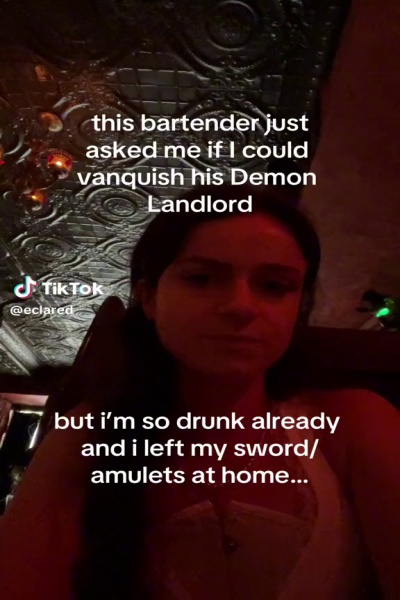 this bartender just
asked me if I could
vanquish his Demon
Landlord
TikTok
@eclared
but i'm so drunk already
and i left my sword/
amulets at home...